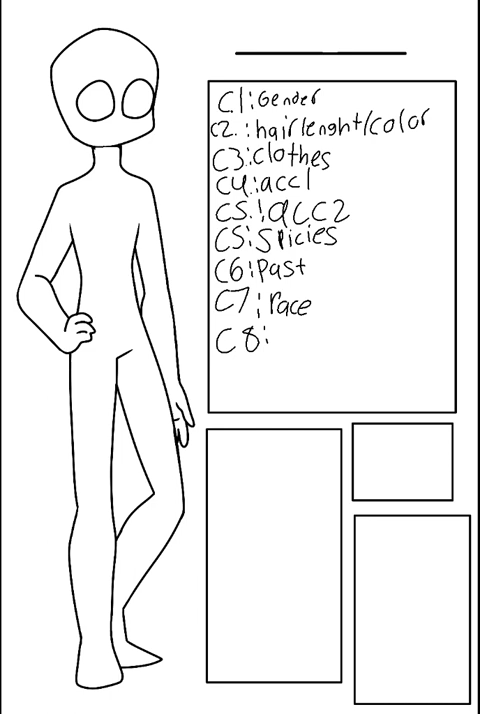 C1:Gender
C2.:hairlenght/color
C3:clothes
C4:acc1
C5.:acc2
C5:Spicies
C6:Past
C7:race
C8: